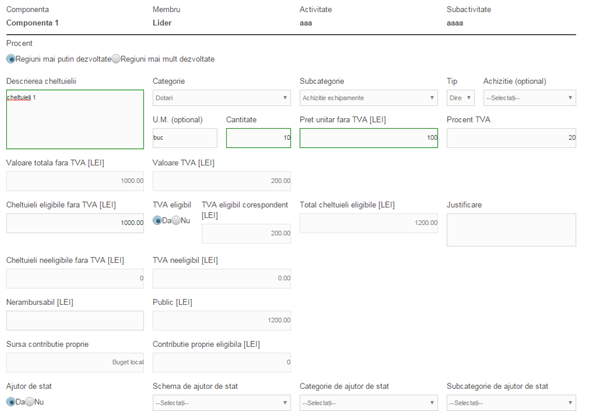 Componenta Membru Activitate Subactivitate
Componenta 1 Lider aaa aaaa
Procent
Regiuni mai putin dezvoltate Regiuni mai mult dezvoltate
Descrierea cheltuielii Categorie Subcategorie Tip Achizitie (optional)
cheltuieli 1 Dotari Achizitie echipamente Dire --Selectati--
U.M. (optional) Cantitate Pret unitar fara TVA [LEI] Procent TVA
buc 10 100 20
Valoare totala fara TVA [LEI] Valoare TVA [LEI]
1000.00 200.00
Cheltuieli eligibile fara TVA [LEI] TVA eligibil TVA eligibil corespondent [LEI] Total cheltuieli eligibile [LEI] Justificare
1000.00 Da Nu 200.00 1200.00
Cheltuieli neeligibile fara TVA [LEI] TVA neeligibil [LEI]
0 0.00
Nerambursabil [LEI] Public [LEI]
1200.00
Sursa contributie proprie Contributie proprie eligibila [LEI]
Buget local 0
Ajutor de stat Schema de ajutor de stat Categorie de ajutor de stat Subcategorie de ajutor de stat
Da Nu --Selectati-- --Selectati-- --Selectati--